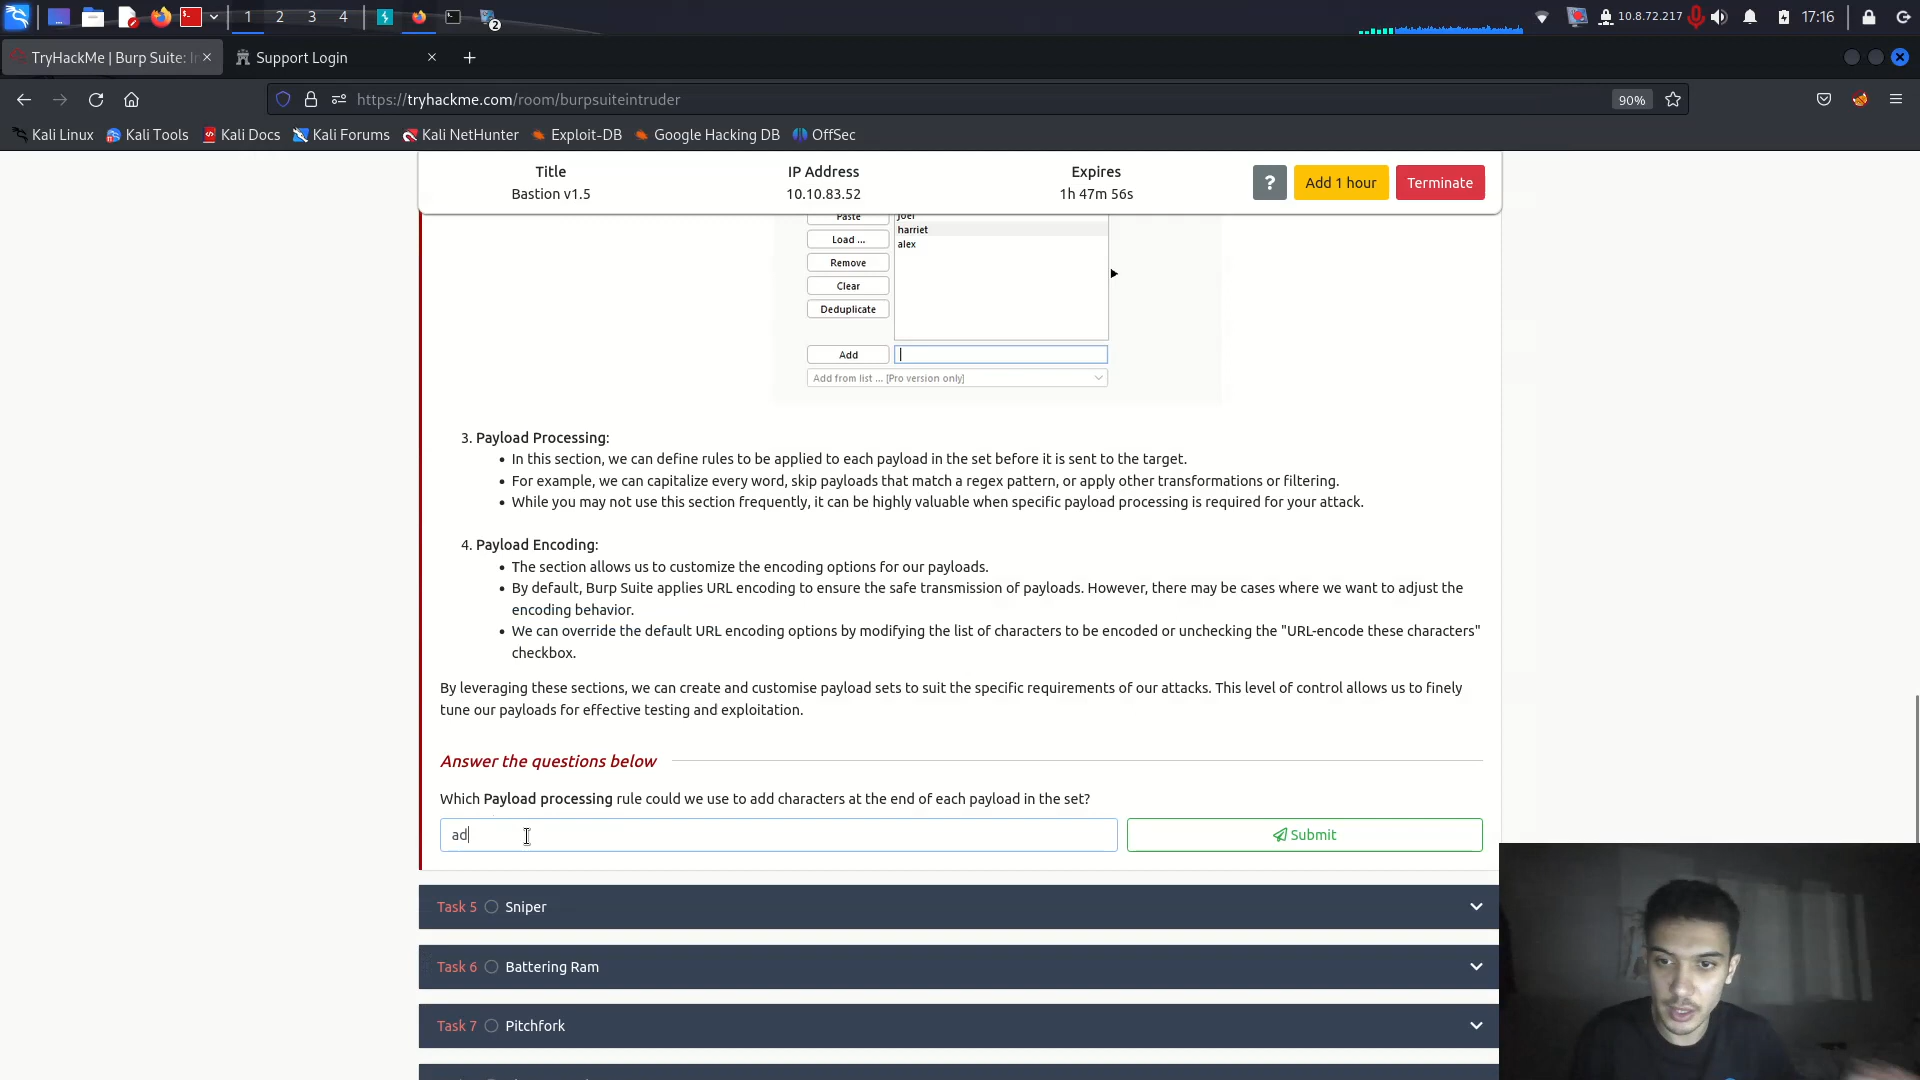 1
2
3
4
2
10.8.72.217
17:16
TryHackMe | Burp Suite: I
Support Login
https://tryhackme.com/room/burpsuiteintruder
90%
Kali Linux
Kali Tools
Kali Docs
Kali Forums
Kali NetHunter
Exploit-DB
Google Hacking DB
OffSec
Title
IP Address
Expires
Bastion v1.5
10.10.83.52
1h 47m 56s
?
Add 1 hour
Terminate
Paste
joel
Load ...
harriet
alex
Remove
Clear
Deduplicate
Add
Add from list ... [Pro version only]
3. Payload Processing:
• In this section, we can define rules to be applied to each payload in the set before it is sent to the target.
• For example, we can capitalize every word, skip payloads that match a regex pattern, or apply other transformations or filtering.
• While you may not use this section frequently, it can be highly valuable when specific payload processing is required for your attack.
4. Payload Encoding:
• The section allows us to customize the encoding options for our payloads.
• By default, Burp Suite applies URL encoding to ensure the safe transmission of payloads. However, there may be cases where we want to adjust the
encoding behavior.
• We can override the default URL encoding options by modifying the list of characters to be encoded or unchecking the "URL-encode these characters"
checkbox.
By leveraging these sections, we can create and customise payload sets to suit the specific requirements of our attacks. This level of control allows us to finely
tune our payloads for effective testing and exploitation.
Answer the questions below
Which Payload processing rule could we use to add characters at the end of each payload in the set?
ad
Submit
Task 5
Sniper
Task 6
Battering Ram
Task 7
Pitchfork